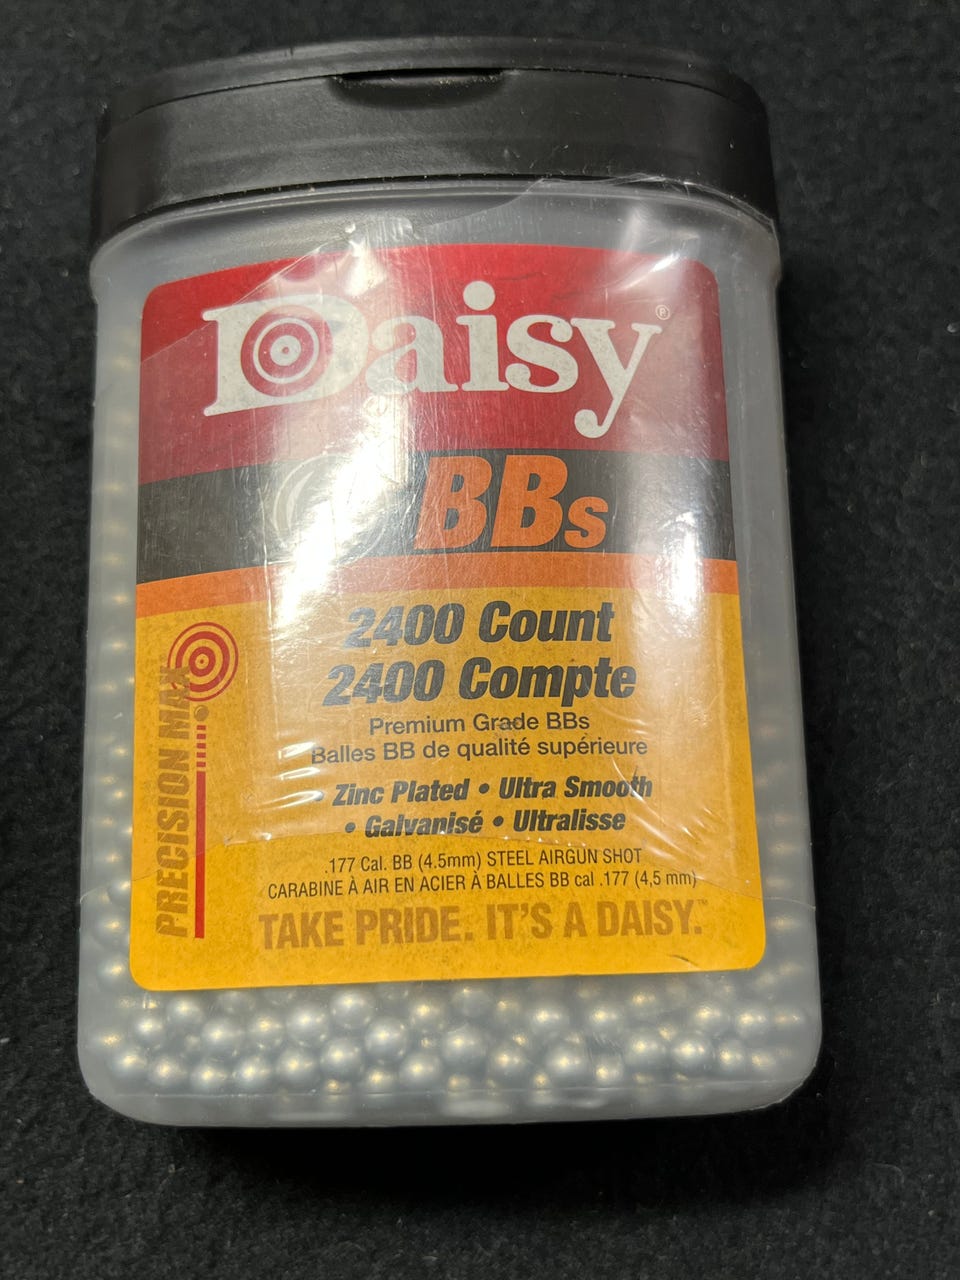 Daisy®
BBs
2400 Count
2400 Compte
Premium Grade BBs
Balles BB de qualité supérieure
• Zinc Plated • Ultra Smooth
• Galvanisé • Ultralisse
.177 Cal. BB (4.5mm) STEEL AIRGUN SHOT
CARABINE À AIR EN ACIER À BALLES BB cal .177 (4,5 mm)
TAKE PRIDE. IT'S A DAISY.™
PRECISION MAX